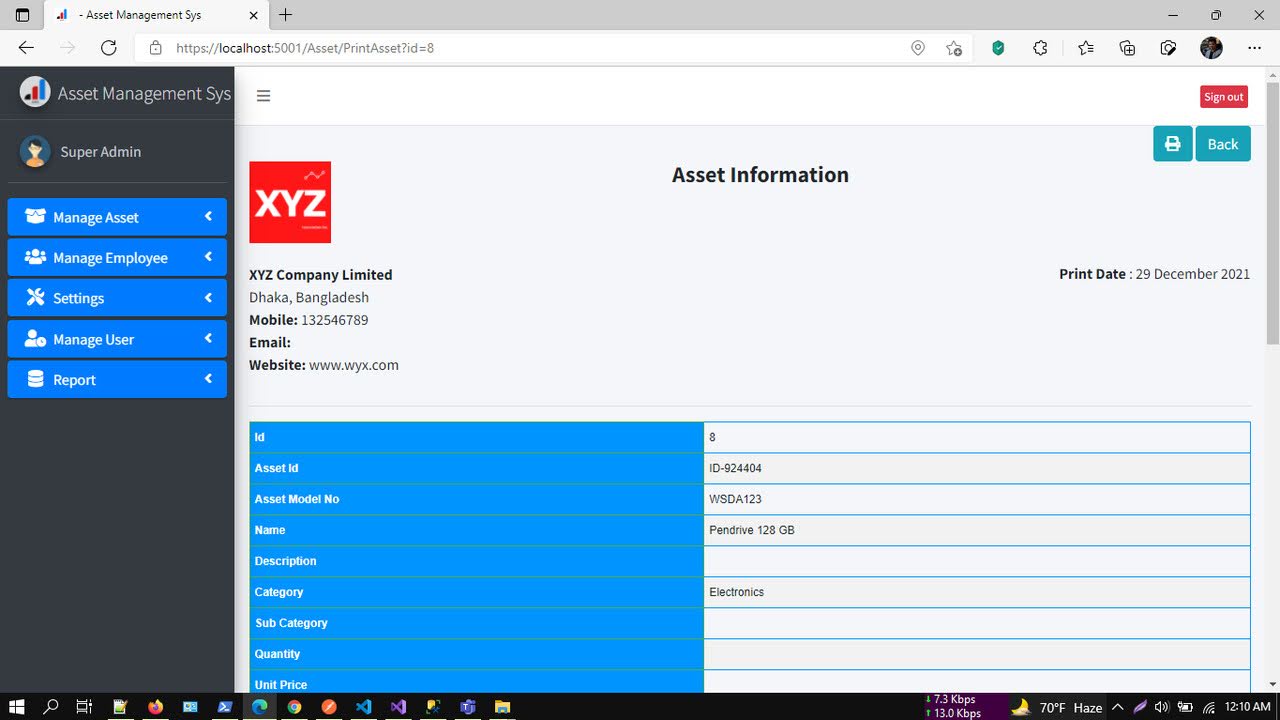 - Asset Management Sys
https://localhost:5001/Asset/PrintAsset?id=8
Asset Management Sys
Sign out
Super Admin
Back
Asset Information
XYZ
Manage Asset
Manage Employee
Settings
Manage User
Report
XYZ Company Limited
Print Date : 29 December 2021
Dhaka, Bangladesh
Mobile: 132546789
Email:
Website: www.wyx.com
Id 8
Asset Id ID-924404
Asset Model No WSDA123
Name Pendrive 128 GB
Description
Category Electronics
Sub Category
Quantity
Unit Price
7.3 Kbps
13.0 Kbps
70°F Haze
12:10 AM